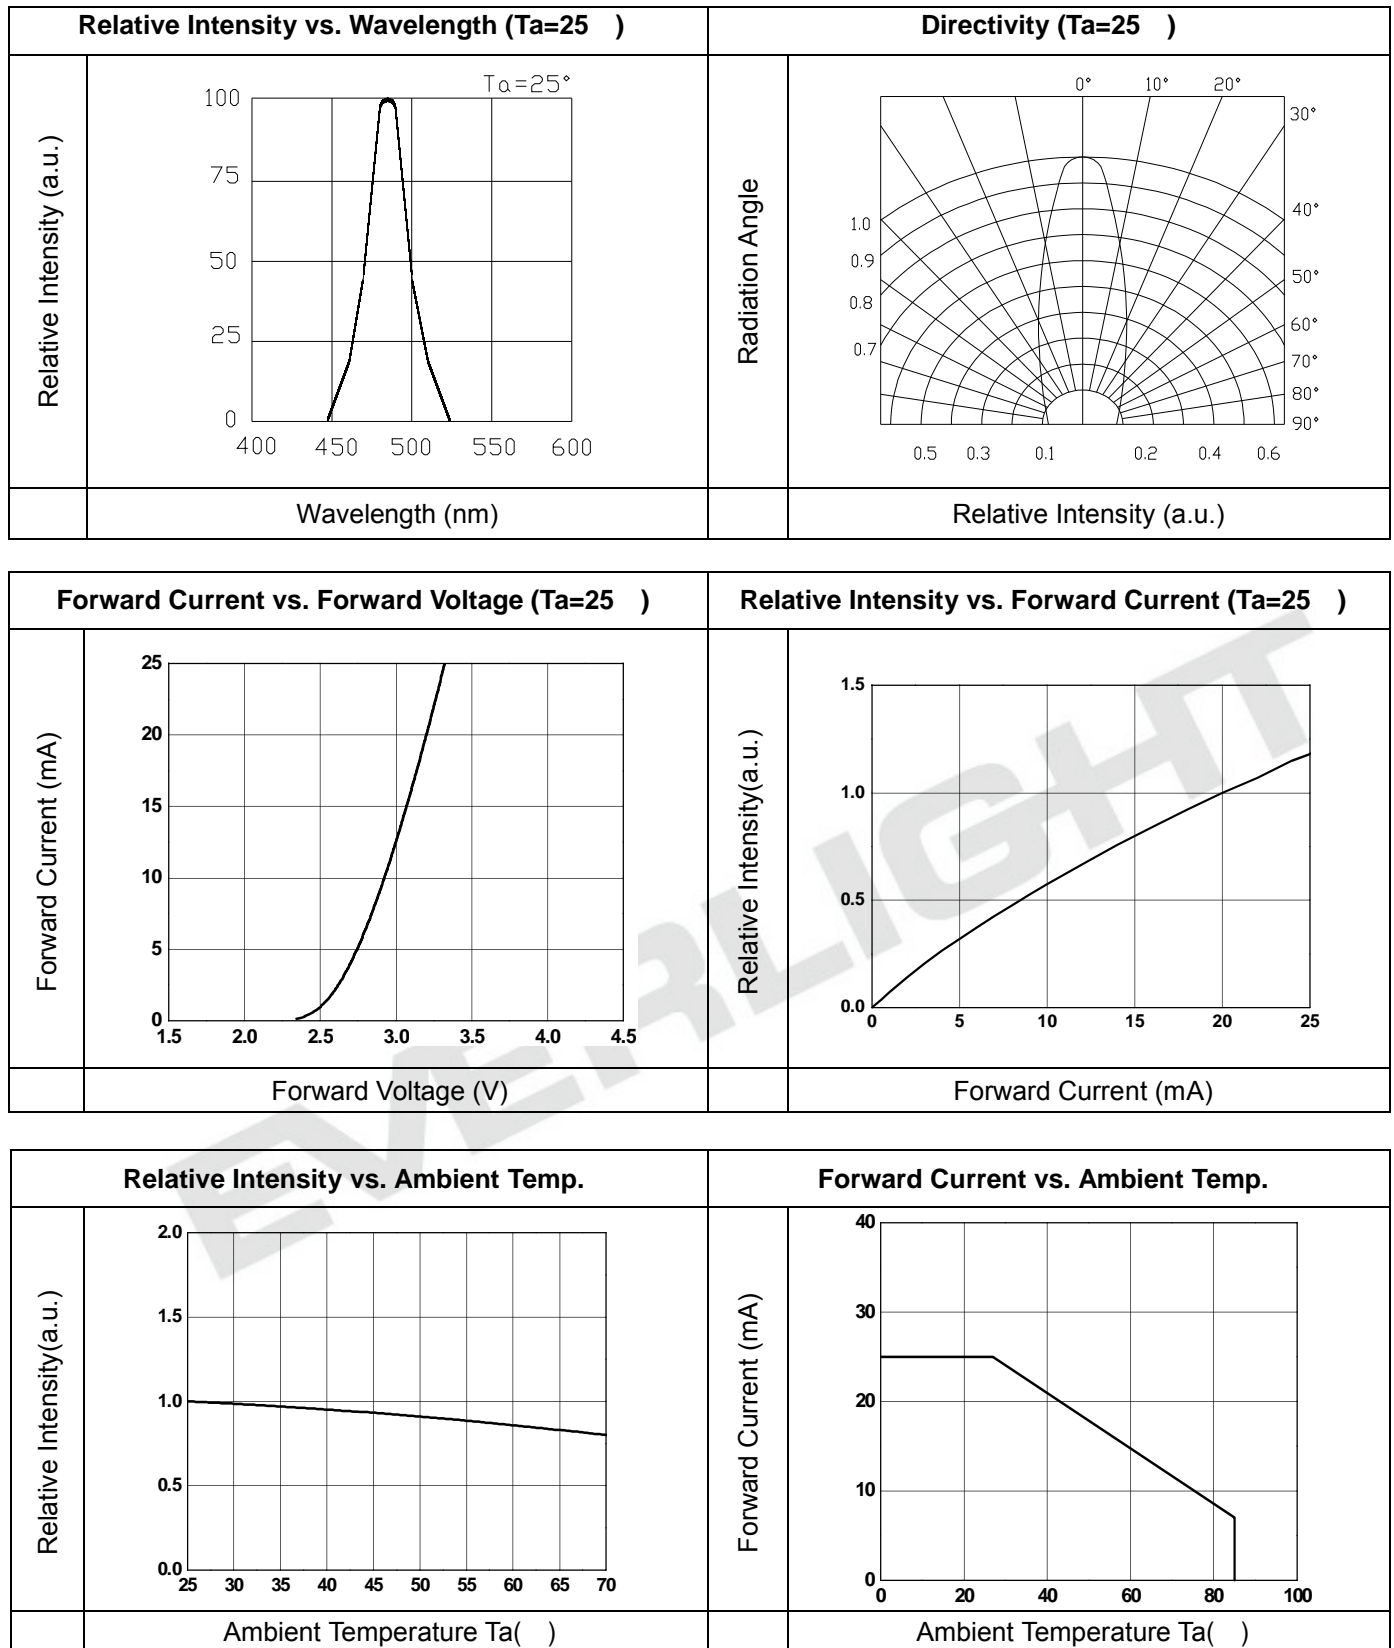 Relative Intensity vs. Wavelength (Ta=25 )
Directivity (Ta=25 )
Relative Intensity (a.u.)
Ta=25°
100
75
50
25
0
400 450 500 550 600
Wavelength (nm)
Radiation Angle
0° 10° 20°
30°
40°
50°
60°
70°
80°
90°
1.0
0.9
0.8
0.7
0.5 0.3 0.1 0.2 0.4 0.6
Relative Intensity (a.u.)
Forward Current vs. Forward Voltage (Ta=25 )
Relative Intensity vs. Forward Current (Ta=25 )
Forward Current (mA)
25
20
15
10
5
0
1.5 2.0 2.5 3.0 3.5 4.0 4.5
Forward Voltage (V)
Relative Intensity(a.u.)
1.5
1.0
0.5
0.0
0 5 10 15 20 25
Forward Current (mA)
EVERLIGHT
Relative Intensity vs. Ambient Temp.
Forward Current vs. Ambient Temp.
Relative Intensity(a.u.)
2.0
1.5
1.0
0.5
0.0
25 30 35 40 45 50 55 60 65 70
Ambient Temperature Ta( )
Forward Current (mA)
40
30
20
10
0
0 20 40 60 80 100
Ambient Temperature Ta( )